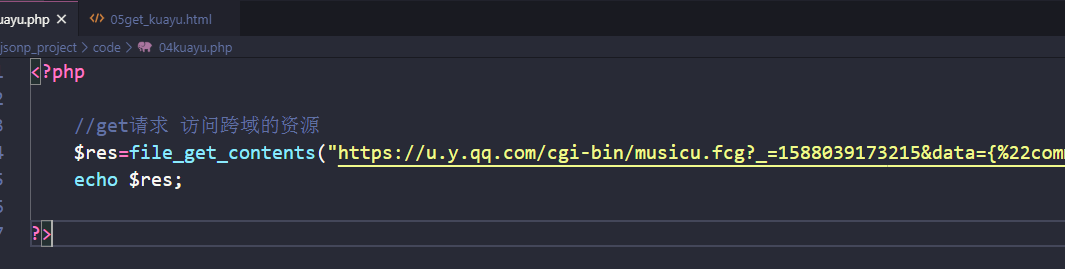 uayu.php × 05get_kuayu.html
jsonp_project > code > 04kuayu.php
<?php
2
3 //get请求 访问跨域的资源
4 $res=file_get_contents("https://u.y.qq.com/cgi-bin/musicu.fcg?_=1588039173215&data={%22com
5 echo $res;
6
7 ?>